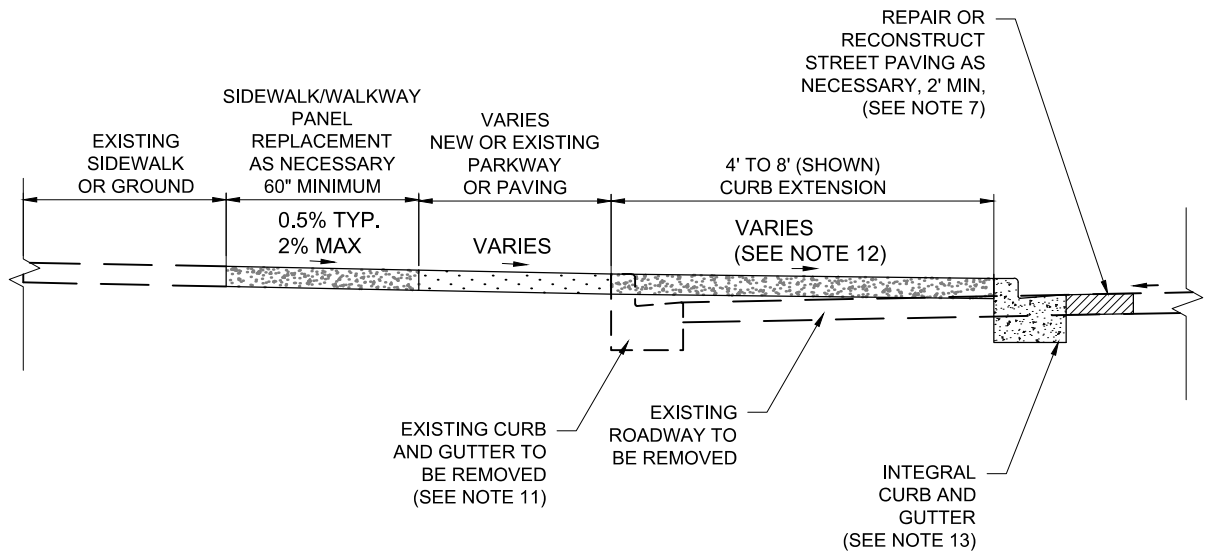 REPAIR OR
RECONSTRUCT
STREET PAVING AS
NECESSARY, 2' MIN,
(SEE NOTE 7)
SIDEWALK/WALKWAY
PANEL
REPLACEMENT
AS NECESSARY
60" MINIMUM
VARIES
NEW OR EXISTING
PARKWAY
OR PAVING
EXISTING
SIDEWALK
OR GROUND
4' TO 8' (SHOWN)
CURB EXTENSION
0.5% TYP.
2% MAX
VARIES
VARIES
(SEE NOTE 12)
EXISTING CURB
AND GUTTER TO
BE REMOVED
(SEE NOTE 11)
EXISTING
ROADWAY TO
BE REMOVED
INTEGRAL
CURB AND
GUTTER
(SEE NOTE 13)